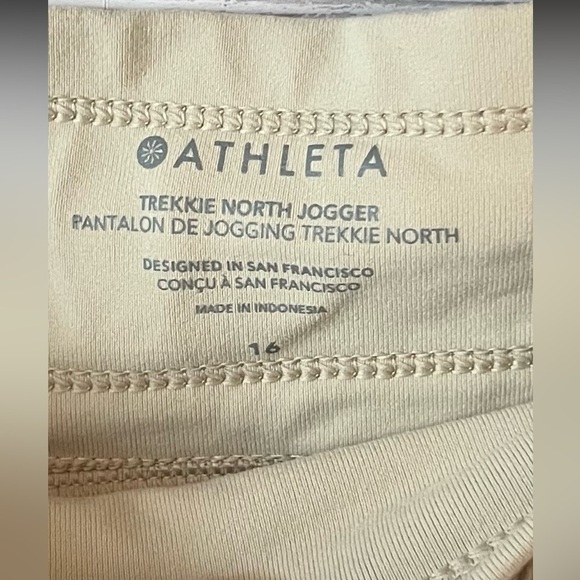 ATHLETA
TREKKIE NORTH JOGGER
PANTALON DE JOGGING TREKKIE NORTH
DESIGNED IN SAN FRANCISCO
CONÇU À SAN FRANCISCO
MADE IN INDONESIA
16